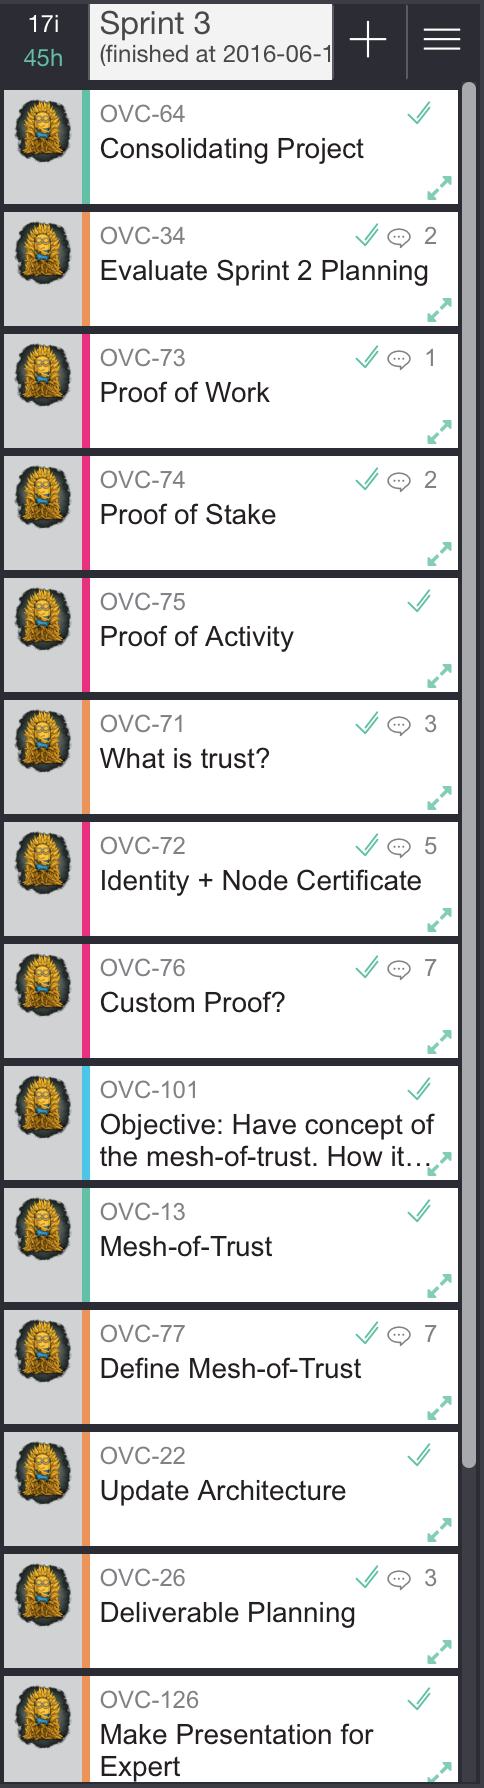 17i
45h
Sprint 3
(finished at 2016-06-1
OVC-64
Consolidating Project
OVC-34 2
Evaluate Sprint 2 Planning
OVC-73 1
Proof of Work
OVC-74 2
Proof of Stake
OVC-75
Proof of Activity
OVC-71 3
What is trust?
OVC-72 5
Identity + Node Certificate
OVC-76 7
Custom Proof?
OVC-101
Objective: Have concept of
the mesh-of-trust. How it...
OVC-13
Mesh-of-Trust
OVC-77 7
Define Mesh-of-Trust
OVC-22
Update Architecture
OVC-26 3
Deliverable Planning
OVC-126
Make Presentation for
Expert